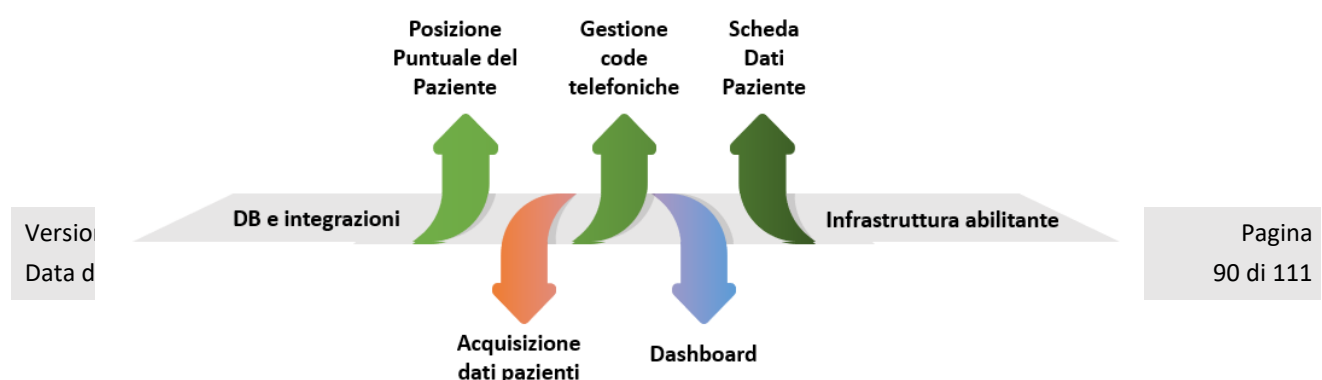 Posizione
Puntuale del
Paziente
Gestione
code
telefoniche
Scheda
Dati
Paziente
DB e integrazioni
Infrastruttura abilitante
Data d
Pagina
90 di 111
Acquisizione
dati pazienti
Dashboard